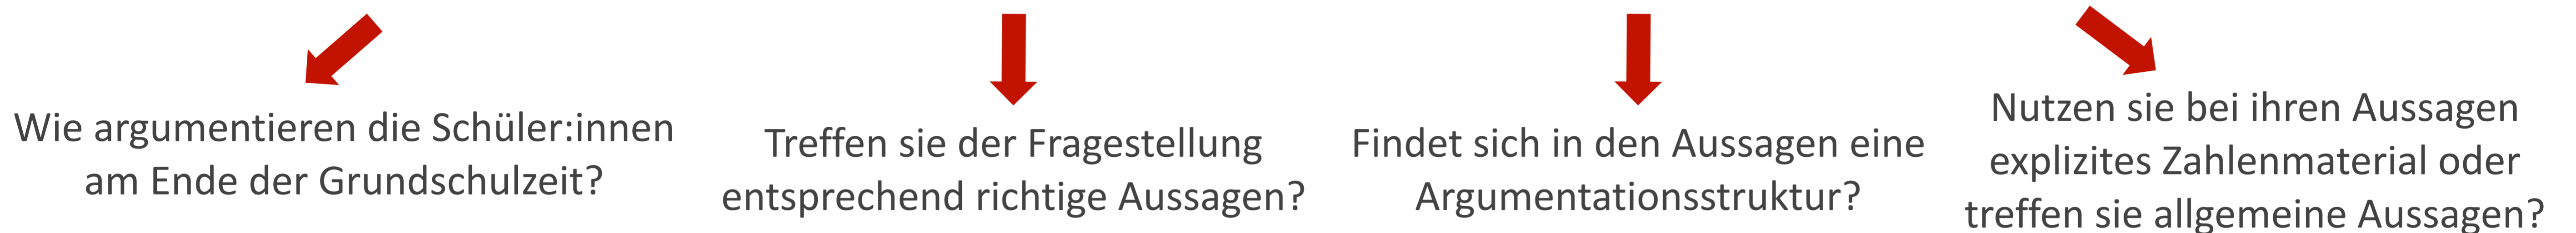 Wie argumentieren die Schüler:innen
am Ende der Grundschulzeit?
Treffen sie der Fragestellung
entsprechend richtige Aussagen?
Findet sich in den Aussagen eine
Argumentationsstruktur?
Nutzen sie bei ihren Aussagen
explizites Zahlenmaterial oder
treffen sie allgemeine Aussagen?